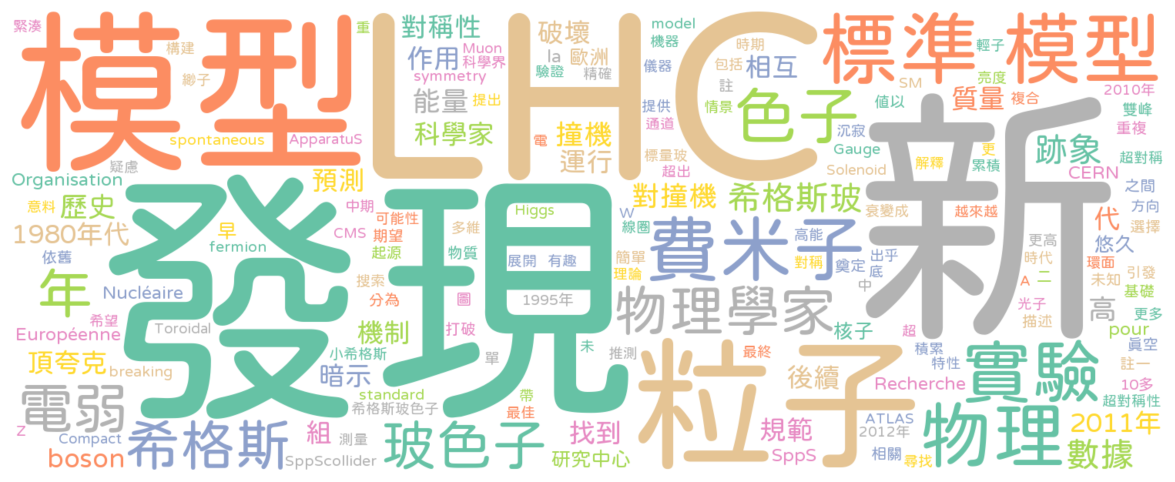 緊湊
構建
重
對稱性
破壞
model
機器
時期
標準
模型
輕子
模型
LHC
作用
Muon
科學界
la
歐洲
儀器
包括
相互
SM
亮度
2010年
緲子
symmetry
驗證
精確
註
質量
複合
能量
提出
提供
情景
色子
值以
雙峰
spontaneous
ApparatuS
科學家
電
撞機
通道
沉寂
更
重複
新
跡象
疑慮
運行
標量玻
超出
Gauge
解釋
累積
超對稱
Organisation
預測
Solenoid
CERN
發現
對撞機
希格斯玻
衰變成
越來越
之間
方向
意料
歷史
早
中期
可能性
多維
Higgs
W
線圈
代
選擇
1980年代
fermion
CMS
期望
費米子
高能
出乎
更高
悠久
依舊
起源
物質
展開
有趣
簡單
對稱
奠定
底
時代
環面
引發
年
搜索
理論
中
未知
A
二
基礎
Nucléaire
分為
圖
1995年
物理學家
高
光子
更多
希望
Toroidal
打破
核子
超
描述
pour
Européenne
機制
單
未
推測
積累
眞空
頂夸克
小希格斯
最終
特性
註一
breaking
暗示
粒子
後續
Recherche
實驗
10多
電弱
standard
帶
超對稱性
希格斯玻色子
最佳
ATLAS
2011年
Z
Compact
希格斯
組
測量
玻色子
找到
規範
2012年
物理
boson
SppScollider
研究中心
SppS
相關
尋找
數據